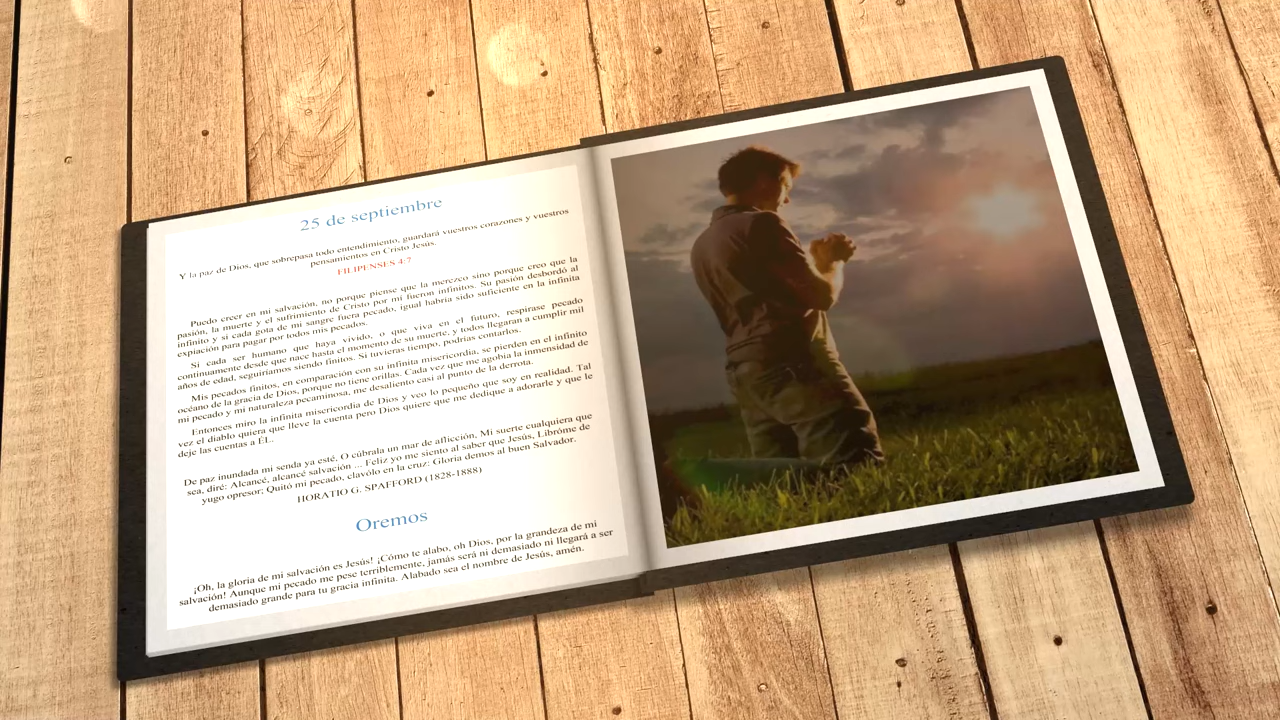 25 de septiembre
Y la paz de Dios, que sobrepasa todo entendimiento, guardará vuestros corazones y vuestros
pensamientos en Cristo Jesús.
FILIPENSES 4:7
Puedo creer en mi salvación, no porque piense que la merezco sino porque creo que la
pasión, la muerte y el sufrimiento de Cristo por mí fueron infinitos. Su pasión desbordó al
infinito y si cada gota de mi sangre fuera pecado, igual habría sido suficiente en la infinita
expiación para pagar por todos mis pecados.
Si cada ser humano que haya vivido, o que viva en el futuro, respirase pecado
continuamente desde que nace hasta el momento de su muerte, y todos llegaran a cumplir mil
años de edad, seguiríamos siendo finitos. Si tuvieras tiempo, podrías contarlos.
Mis pecados finitos, en comparación con su infinita misericordia, se pierden en el infinito
océano de la gracia de Dios, porque no tiene orillas. Cada vez que me agobia la inmensidad de
mi pecado y mi naturaleza pecaminosa, me desaliento casi al punto de la derrota.
Entonces miro la infinita misericordia de Dios y veo lo pequeño que soy en realidad. Tal
vez el diablo quiera que lleve la cuenta pero Dios quiere que me dedique a adorarle y que le
deje las cuentas a ÉL.
De paz inundada mi senda ya esté, O cúbrala un mar de aflicción, Mi suerte cualquiera que
sea, diré: Alcancé, alcancé salvación ... Feliz yo me siento al saber que Jesús, Libróme de
yugo opresor; Quitó mi pecado, clavólo en la cruz: Gloria demos al buen Salvador.
HORATIO G. SPAFFORD (1828-1888)
Oremos
¡Oh, la gloria de mi salvación es Jesús! ¡Cómo te alabo, oh Dios, por la grandeza de mi
salvación! Aunque mi pecado me pese terriblemente, jamás será ni demasiado ni llegará a ser
demasiado grande para tu gracia infinita. Alabado sea el nombre de Jesús, amén.